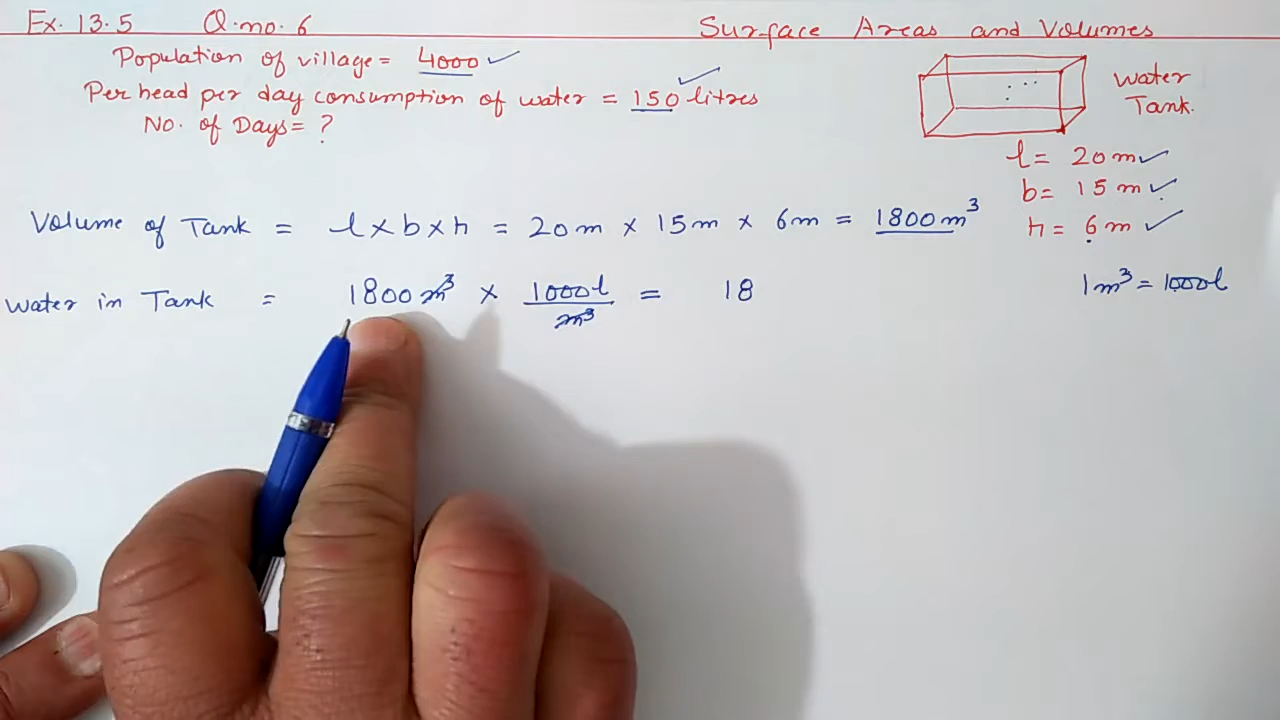 Ex. 13.5 Q.no. 6 Surface Areas and Volumes
Population of village = 4000 ✓
Per head per day consumption of water = 150 litres ✓
No. of Days = ?
water
Tank.
l = 20 m ✓
b = 15 m ✓
h = 6 m ✓
Volume of Tank = l × b × h = 20 m × 15 m × 6 m = 1800 m³
1 m³ = 1000 l
Water in Tank = 1800 m³ × 1000 l / m³ = 18